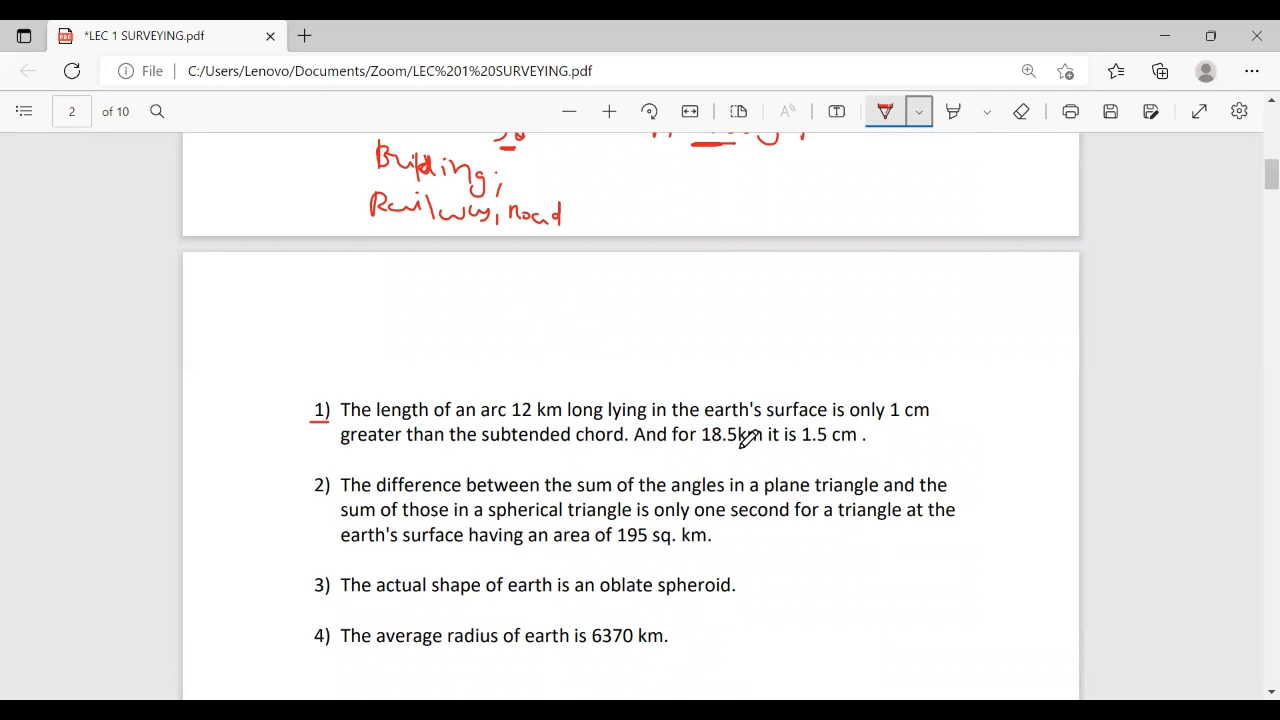 *LEC 1 SURVEYING.pdf
File C:/Users/Lenovo/Documents/Zoom/LEC%201%20SURVEYING.pdf
2 of 10
Building,
Railway, road
1) The length of an arc 12 km long lying in the earth's surface is only 1 cm
greater than the subtended chord. And for 18.5km it is 1.5 cm .
2) The difference between the sum of the angles in a plane triangle and the
sum of those in a spherical triangle is only one second for a triangle at the
earth's surface having an area of 195 sq. km.
3) The actual shape of earth is an oblate spheroid.
4) The average radius of earth is 6370 km.